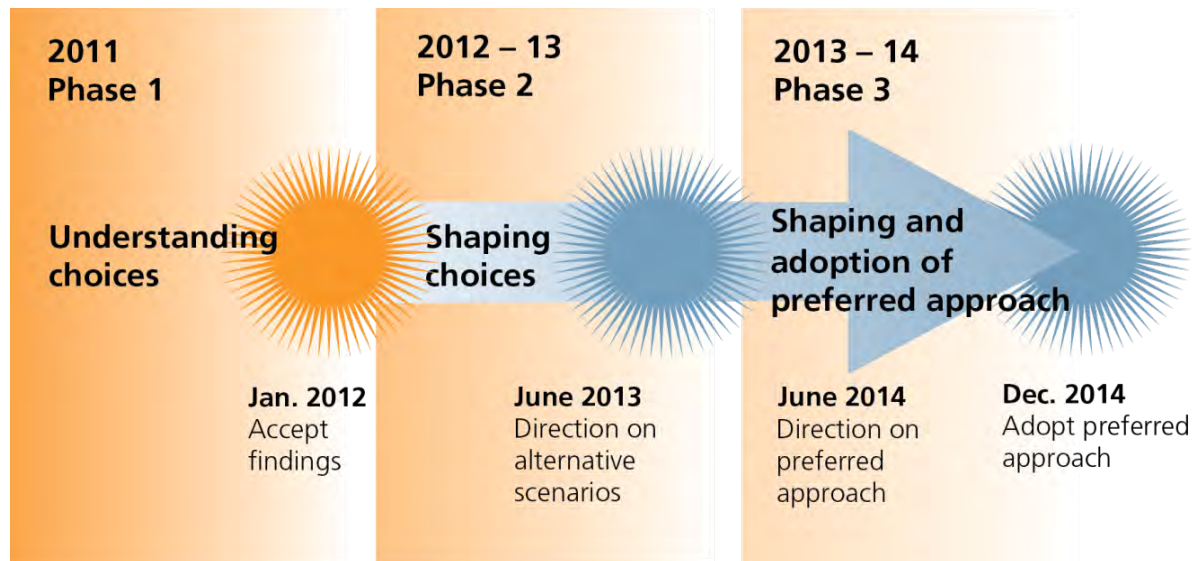 2011
Phase 1
Understanding
choices
Jan. 2012
Accept
findings
2012 – 13
Phase 2
Shaping
choices
June 2013
Direction on
alternative
scenarios
2013 – 14
Phase 3
Shaping and
adoption of
preferred approach
June 2014
Direction on
preferred
approach
Dec. 2014
Adopt preferred
approach